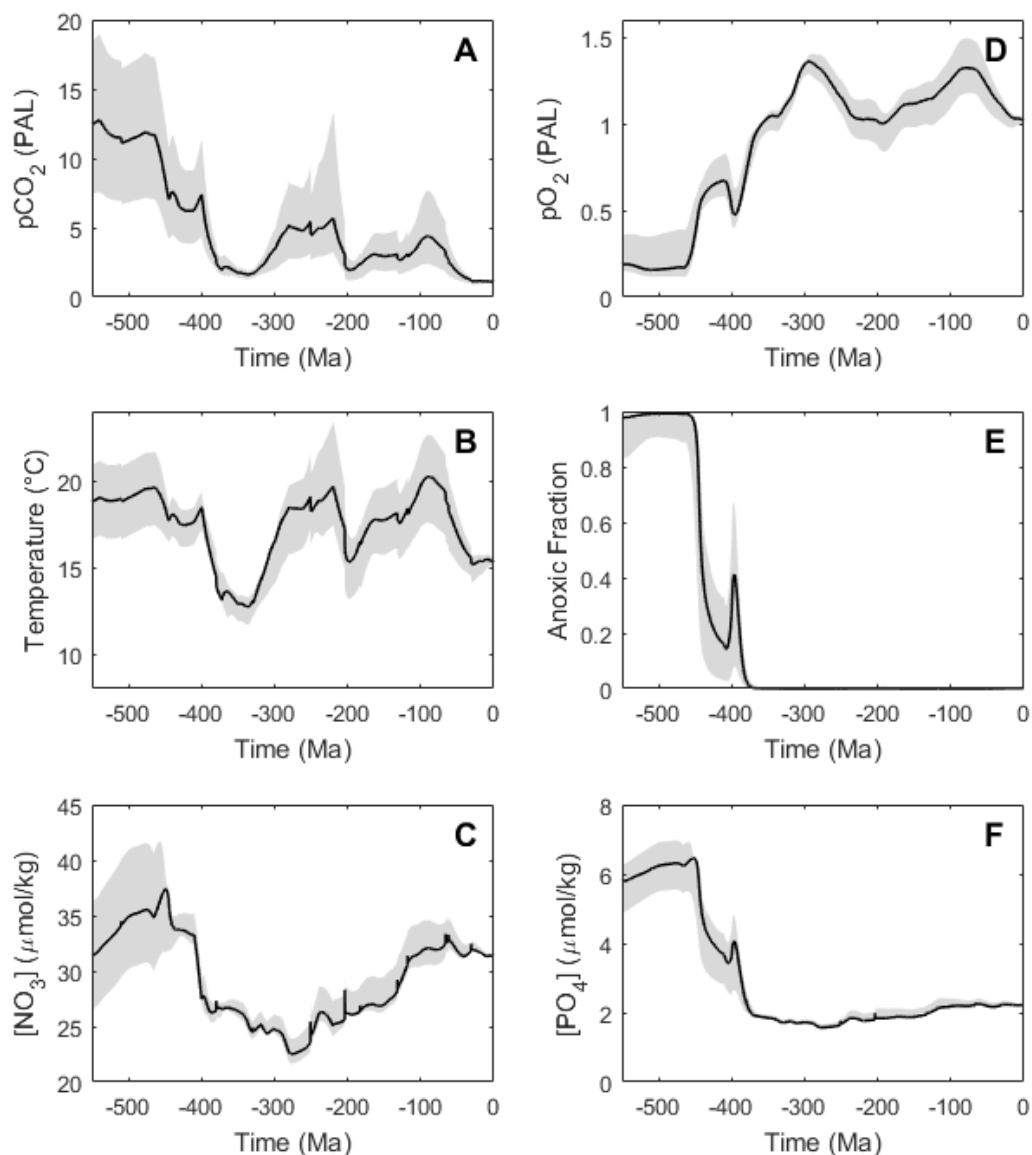 A
pCO2 (PAL)
20
15
10
5
0
-500 -400 -300 -200 -100 0
Time (Ma)
D
pO2 (PAL)
1.5
1
0.5
0
-500 -400 -300 -200 -100 0
Time (Ma)
B
Temperature (°C)
20
15
10
-500 -400 -300 -200 -100 0
Time (Ma)
E
Anoxic Fraction
1
0.8
0.6
0.4
0.2
0
-500 -400 -300 -200 -100 0
Time (Ma)
C
[NO3] (μmol/kg)
45
40
35
30
25
20
-500 -400 -300 -200 -100 0
Time (Ma)
F
[PO4] (μmol/kg)
8
6
4
2
0
-500 -400 -300 -200 -100 0
Time (Ma)